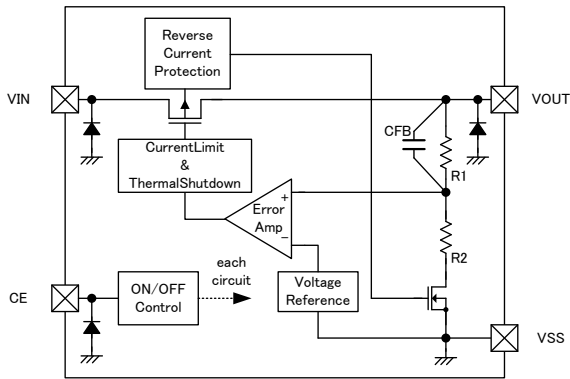 Reverse
Current
Protection
VIN
VOUT
CFB
R1
CurrentLimit
&
ThermalShutdown
+
Error
Amp
−
R2
each
circuit
CE
ON/OFF
Control
Voltage
Reference
VSS